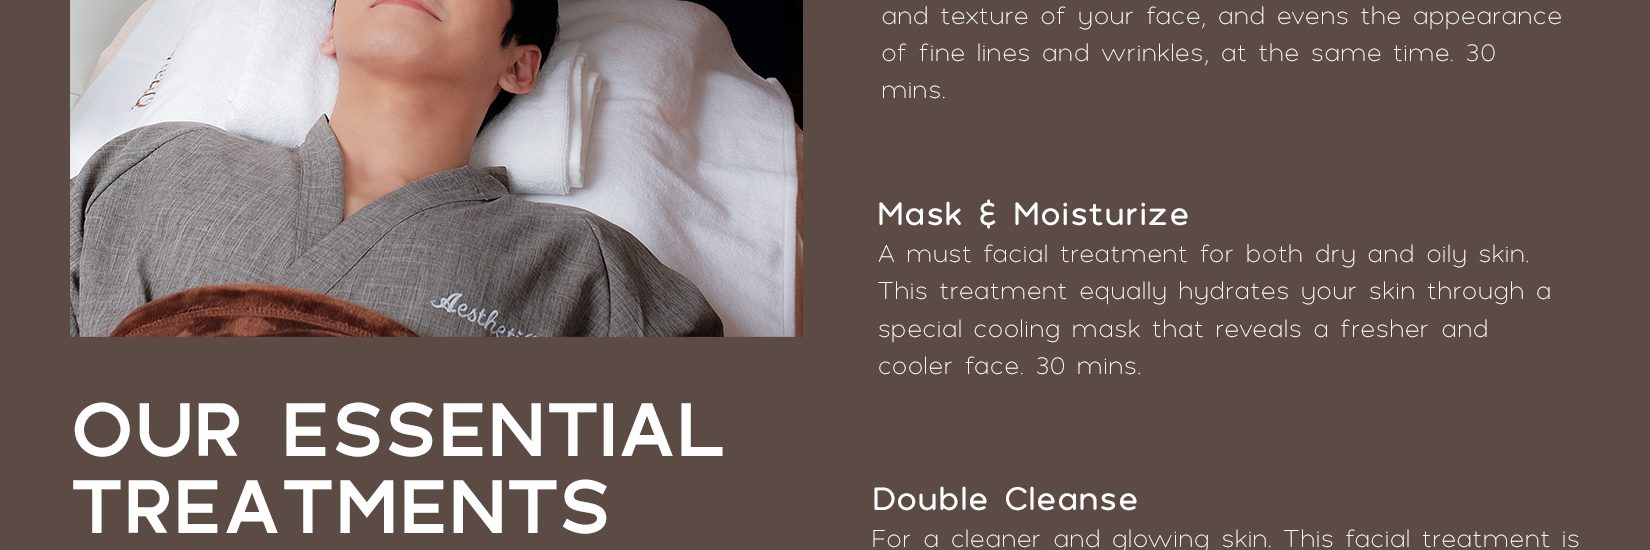 Aesthetic
OUR ESSENTIAL
TREATMENTS
and texture of your face, and evens the appearance
of fine lines and wrinkles, at the same time. 30
mins.
Mask & Moisturize
A must facial treatment for both dry and oily skin.
This treatment equally hydrates your skin through a
special cooling mask that reveals a fresher and
cooler face. 30 mins.
Double Cleanse
For a cleaner and glowing skin. This facial treatment is